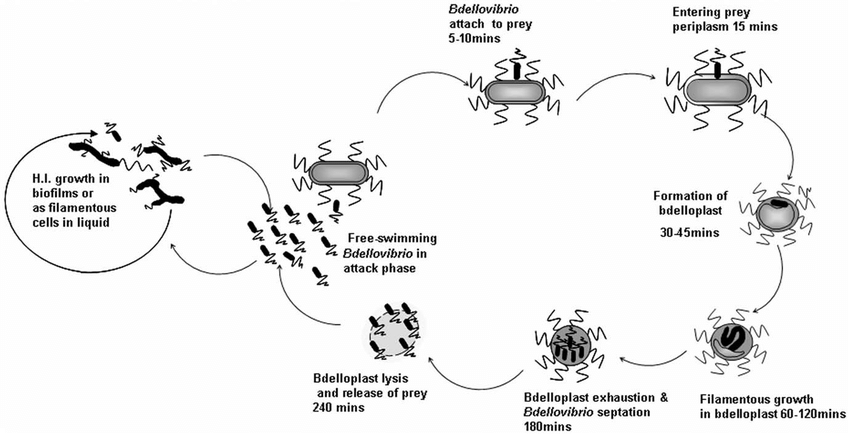 Bdellovibrio
attach to prey
5-10mins
Entering prey
periplasm 15 mins
H.I. growth in
biofilms or
as filamentous
cells in liquid
Free-swimming
Bdellovibrio in
attack phase
Formation of
bdelloplast
30-45mins
Bdelloplast lysis
and release of prey
240 mins
Bdelloplast exhaustion &
Bdellovibrio septation
180mins
Filamentous growth
in bdelloplast 60-120mins